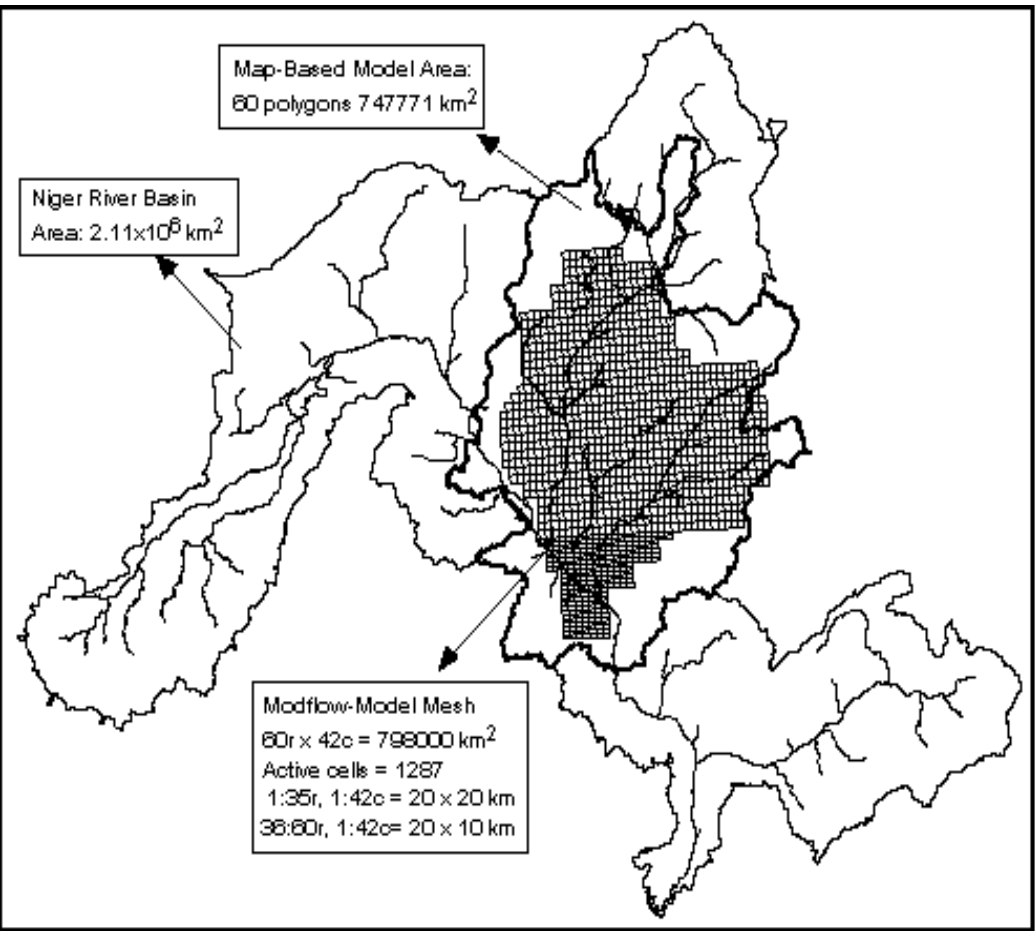 Map-Based Model Area:
60 polygons 747771 km²
Niger River Basin
Area: 2.11x10⁶ km²
Modflow-Model Mesh
60r x 42c = 798000 km²
Active cells = 1287
1:35r, 1:42c = 20 x 20 km
36:60r, 1:42c= 20 x 10 km